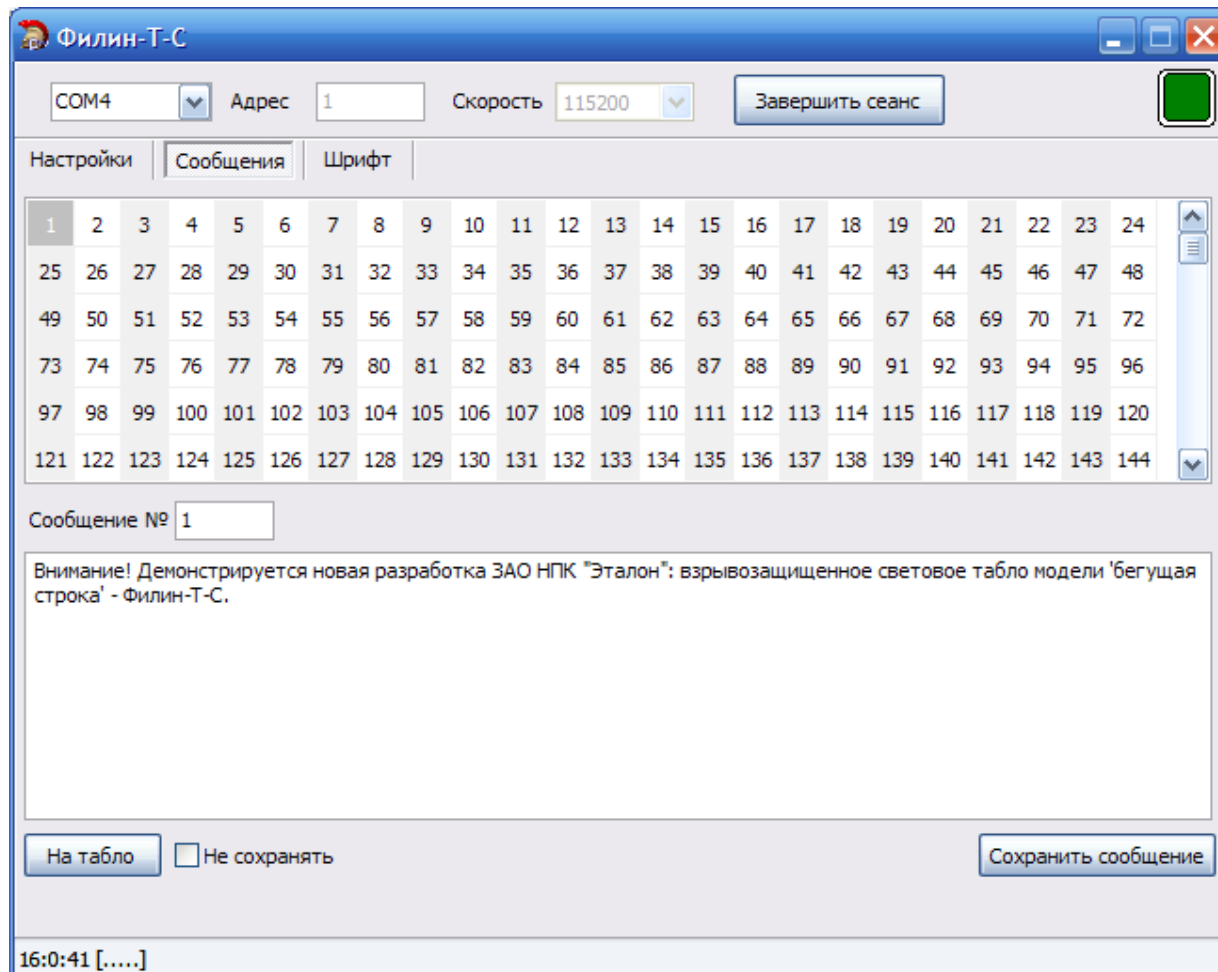 Филин-Т-С
COM4 Адрес 1 Скорость 115200 Завершить сеанс
Настройки Сообщения Шрифт
1 2 3 4 5 6 7 8 9 10 11 12 13 14 15 16 17 18 19 20 21 22 23 24
25 26 27 28 29 30 31 32 33 34 35 36 37 38 39 40 41 42 43 44 45 46 47 48
49 50 51 52 53 54 55 56 57 58 59 60 61 62 63 64 65 66 67 68 69 70 71 72
73 74 75 76 77 78 79 80 81 82 83 84 85 86 87 88 89 90 91 92 93 94 95 96
97 98 99 100 101 102 103 104 105 106 107 108 109 110 111 112 113 114 115 116 117 118 119 120
121 122 123 124 125 126 127 128 129 130 131 132 133 134 135 136 137 138 139 140 141 142 143 144
Сообщение № 1
Внимание! Демонстрируется новая разработка ЗАО НПК "Эталон": взрывозащищенное световое табло модели 'бегущая
строка' - Филин-Т-С.
На табло Не сохранять Сохранить сообщение
16:0:41 [.....]